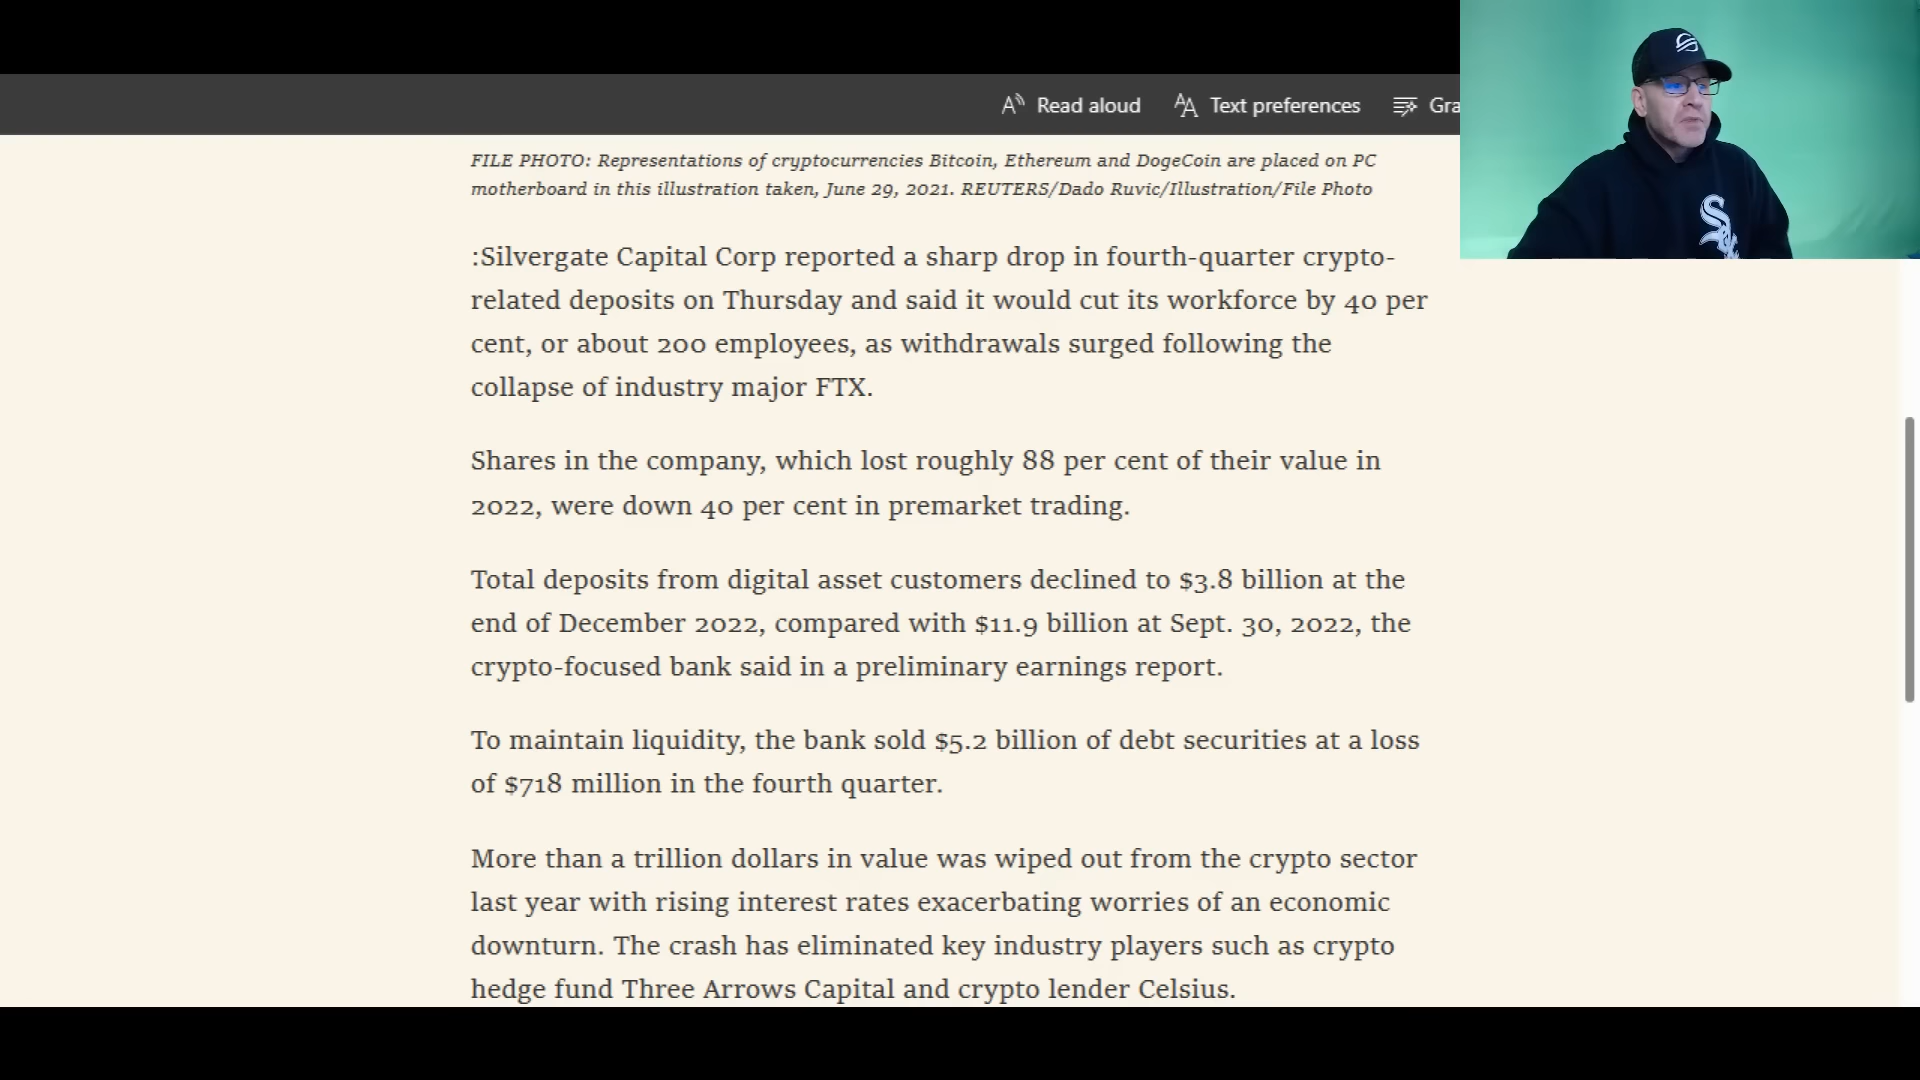 Read aloud Text preferences Gra
FILE PHOTO: Representations of cryptocurrencies Bitcoin, Ethereum and DogeCoin are placed on PC
motherboard in this illustration taken, June 29, 2021. REUTERS/Dado Ruvic/Illustration/File Photo
:Silvergate Capital Corp reported a sharp drop in fourth-quarter crypto-
related deposits on Thursday and said it would cut its workforce by 40 per
cent, or about 200 employees, as withdrawals surged following the
collapse of industry major FTX.
Shares in the company, which lost roughly 88 per cent of their value in
2022, were down 40 per cent in premarket trading.
Total deposits from digital asset customers declined to $3.8 billion at the
end of December 2022, compared with $11.9 billion at Sept. 30, 2022, the
crypto-focused bank said in a preliminary earnings report.
To maintain liquidity, the bank sold $5.2 billion of debt securities at a loss
of $718 million in the fourth quarter.
More than a trillion dollars in value was wiped out from the crypto sector
last year with rising interest rates exacerbating worries of an economic
downturn. The crash has eliminated key industry players such as crypto
hedge fund Three Arrows Capital and crypto lender Celsius.
Sox